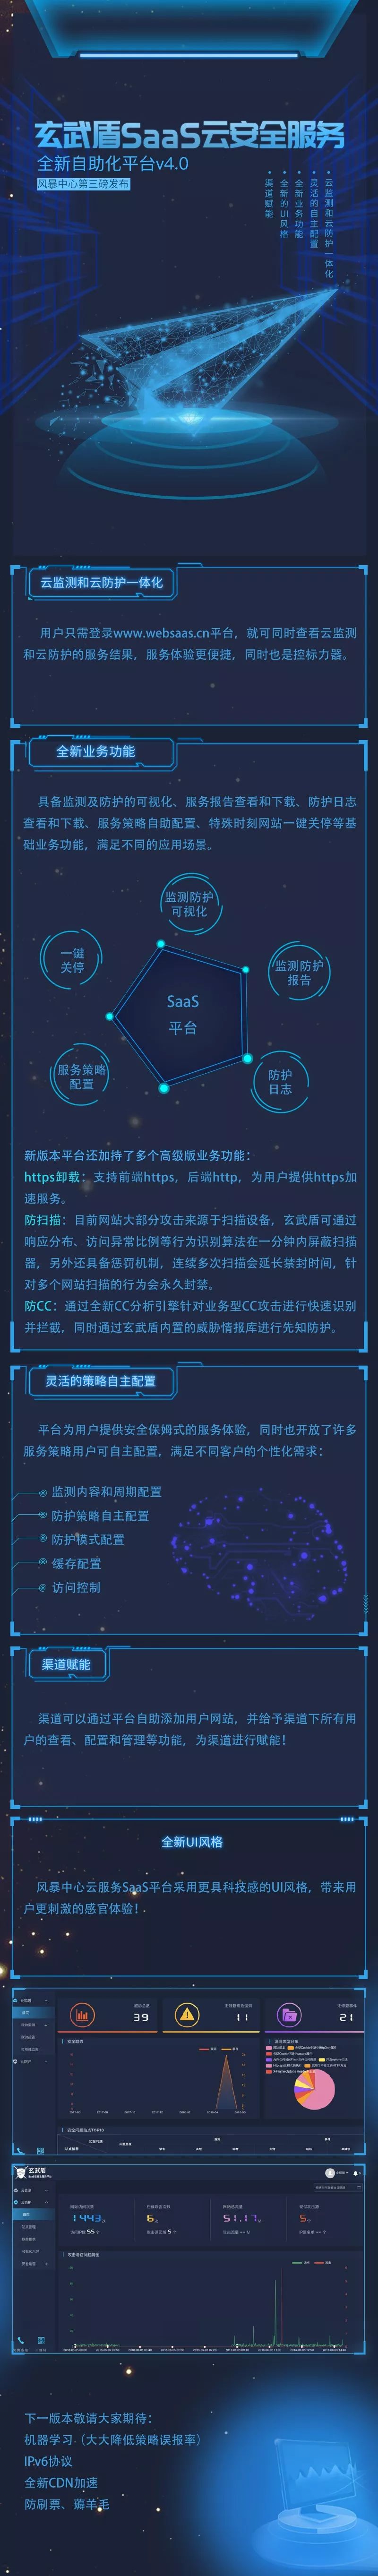 玄武盾SaaS云安全服务
全新自助化平台v4.0
风暴中心第三磅发布
云监测和云防护一体化
灵活的自主配置
全新业务功能
全新的UI风格
渠道赋能
云监测和云防护一体化
用户只需登录www.websaas.cn平台，就可同时查看云监测
和云防护的服务结果，服务体验更便捷，同时也是控标力器。
全新业务功能
具备监测及防护的可视化、服务报告查看和下载、防护日志
查看和下载、服务策略自助配置、特殊时刻网站一键关停等基
础业务功能，满足不同的应用场景。
监测防护
可视化
一键
关停
监测防护
报告
SaaS
平台
服务策略
配置
防护
日志
新版本平台还加持了多个高级版业务功能：
https卸载：支持前端https，后端http，为用户提供https加
速服务。
防扫描：目前网站大部分攻击来源于扫描设备，玄武盾可通过
响应分布、访问异常比例等行为识别算法在一分钟内屏蔽扫描
器，另外还具备惩罚机制，连续多次扫描会延长禁封时间，针
对多个网站扫描的行为会永久封禁。
防CC：通过全新CC分析引擎针对业务型CC攻击进行快速识别
并拦截，同时通过玄武盾内置的威胁情报库进行先知防护。
灵活的策略自主配置
平台为用户提供安全保姆式的服务体验，同时也开放了许多
服务策略用户可自主配置，满足不同客户的个性化需求：
监测内容和周期配置
防护策略自主配置
防护模式配置
缓存配置
访问控制
渠道赋能
渠道可以通过平台自助添加用户网站，并给予渠道下所有用
户的查看、配置和管理等功能，为渠道进行赋能！
全新UI风格
风暴中心云服务SaaS平台采用更具科技感的UI风格，带来用
户更刺激的感官体验！
39
11
21
玄武盾
1443次
6个
51.17
5个
下一版本敬请大家期待：
机器学习（大大降低策略误报率）
IPv6协议
全新CDN加速
防刷票、薅羊毛